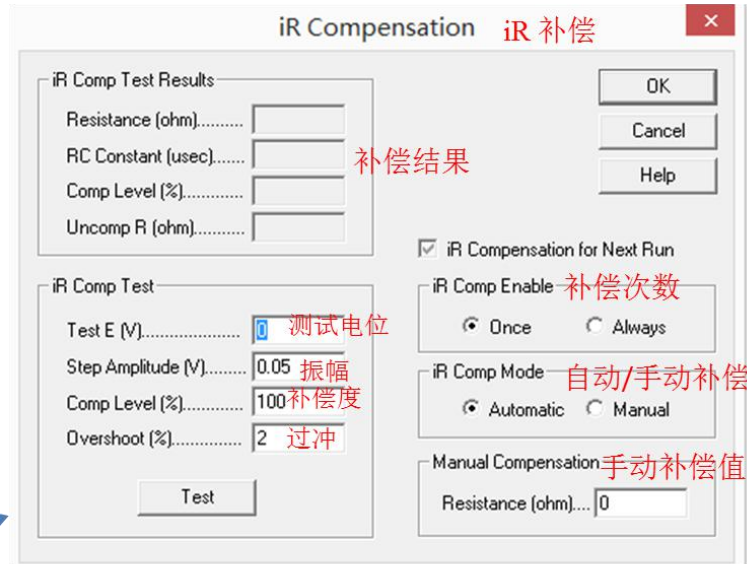 iR Compensation iR 补偿
iR Comp Test Results
Resistance (ohm)..........
RC Constant (usec).......
Comp Level (%)............
Uncomp R (ohm)..........
补偿结果
OK
Cancel
Help
iR Compensation for Next Run
iR Comp Test
Test E (V).................... 0 测试电位
Step Amplitude (V)........ 0.05 振幅
Comp Level (%)............ 100 补偿度
Overshoot (%).............. 2 过冲
Test
iR Comp Enable 补偿次数
Once Always
iR Comp Mode 自动/手动补偿
Automatic Manual
Manual Compensation 手动补偿值
Resistance (ohm).... 0